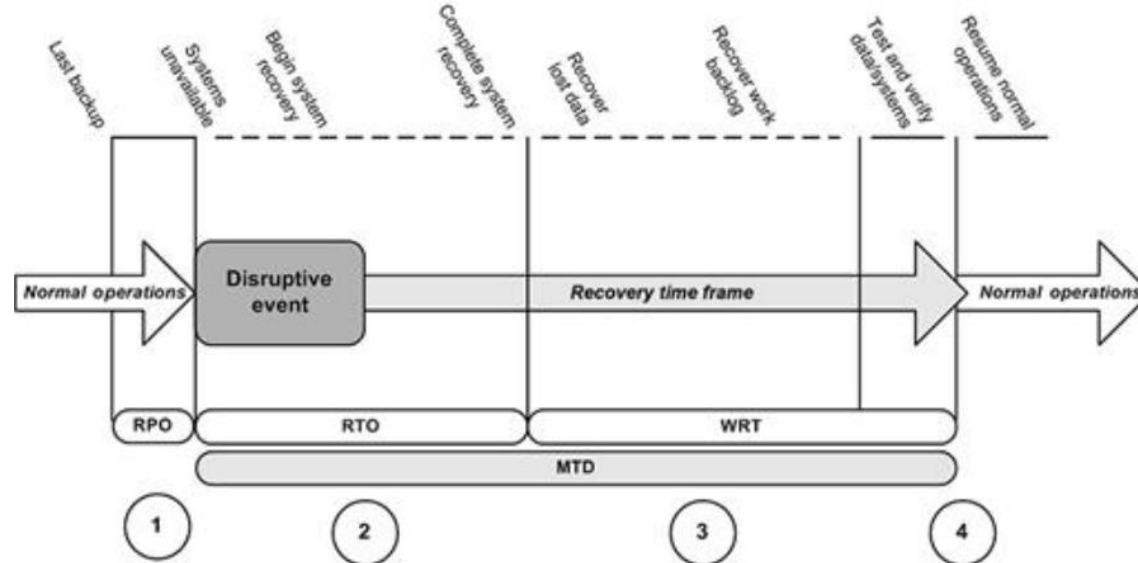 Last backup
Systems
unavailable
Begin system
recovery
Complete system
recovery
Recover
lost data
Recover work
backlog
Test and verify
data/systems
Resume normal
operations
Normal operations
Disruptive
event
Recovery time frame
Normal operations
RPO
RTO
WRT
MTD
1
2
3
4